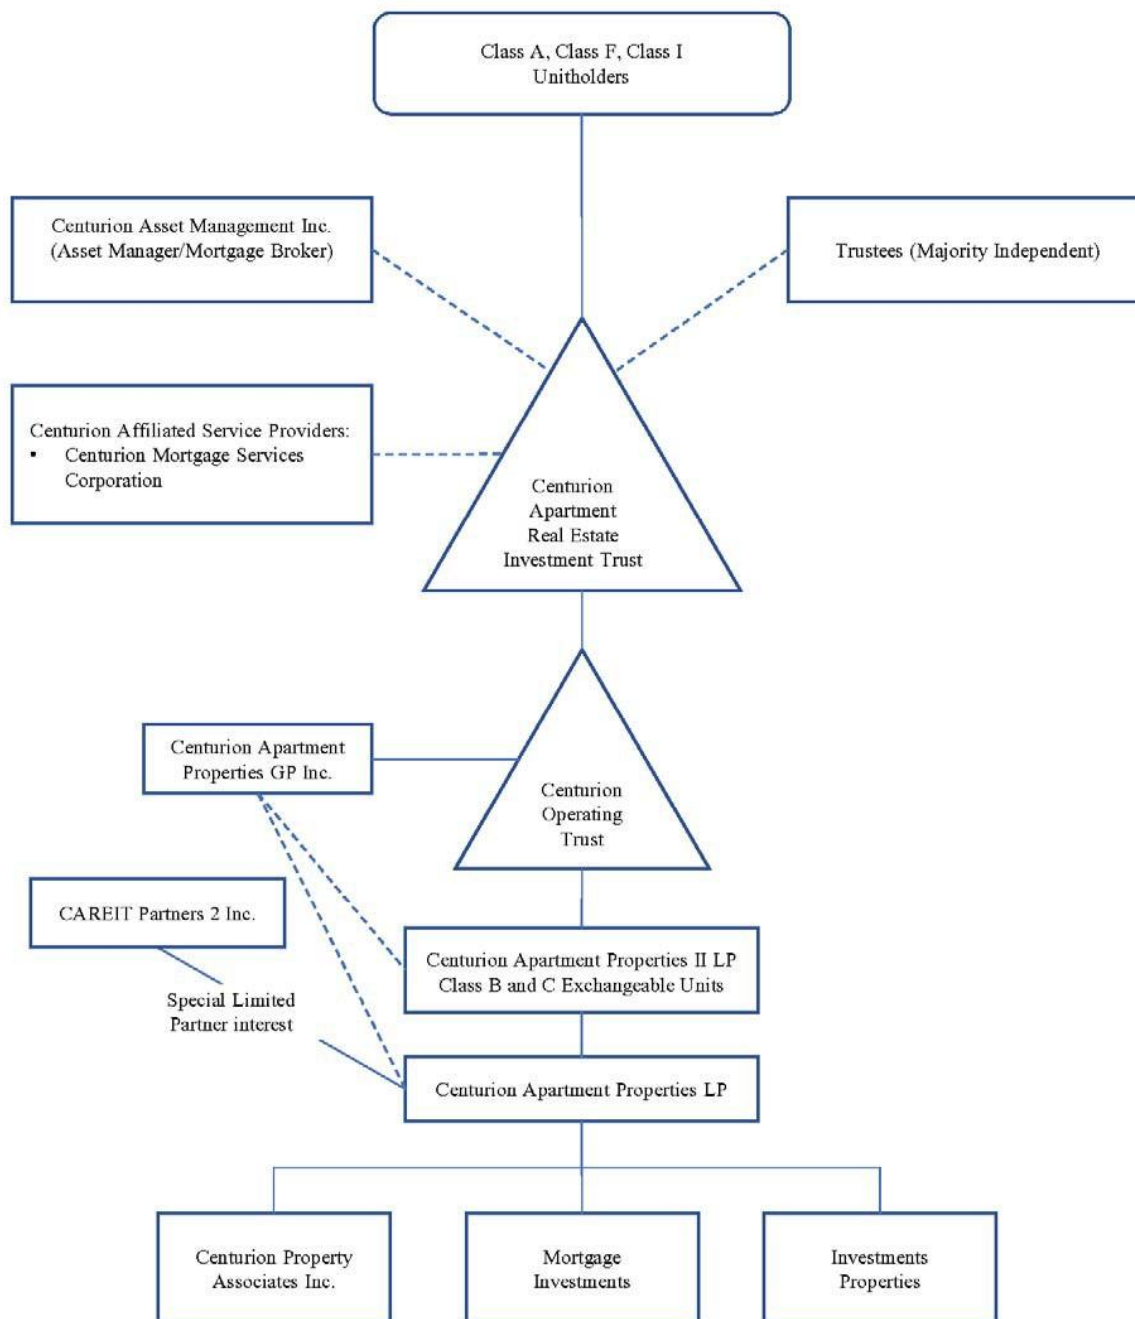 Class A, Class F, Class I
Unitholders
Centurion Asset Management Inc.
(Asset Manager/Mortgage Broker)
Trustees (Majority Independent)
Centurion Affiliated Service Providers:
▪ Centurion Mortgage Services
Corporation
Centurion
Apartment
Real Estate
Investment Trust
Centurion Apartment
Properties GP Inc.
Centurion
Operating
Trust
CAREIT Partners 2 Inc.
Centurion Apartment Properties II LP
Class B and C Exchangeable Units
Special Limited
Partner interest
Centurion Apartment Properties LP
Centurion Property
Associates Inc.
Mortgage
Investments
Investments
Properties